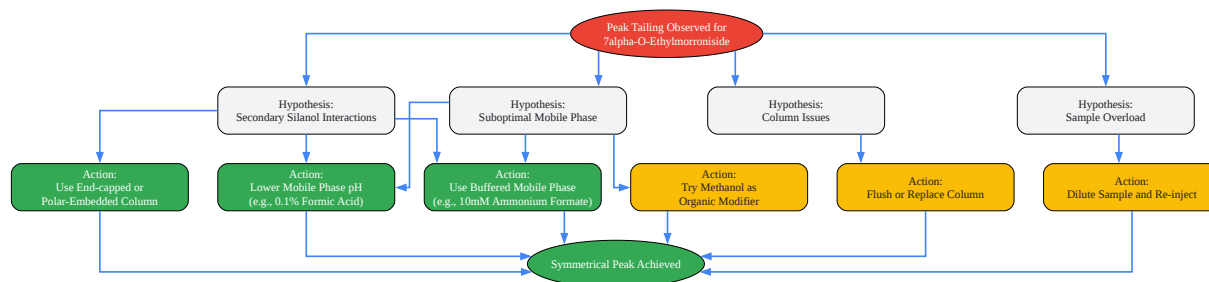 Peak Tailing Observed for
7alpha-O-Ethylmorroniside
Hypothesis:
Secondary Silanol Interactions
Hypothesis:
Suboptimal Mobile Phase
Hypothesis:
Column Issues
Hypothesis:
Sample Overload
Action:
Use End-capped or
Polar-Embedded Column
Action:
Lower Mobile Phase pH
(e.g., 0.1% Formic Acid)
Action:
Use Buffered Mobile Phase
(e.g., 10mM Ammonium Formate)
Action:
Try Methanol as
Organic Modifier
Action:
Flush or Replace Column
Action:
Dilute Sample and Re-inject
Symmetrical Peak Achieved